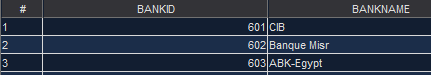 # BANKID BANKNAME
1 601 CIB
2 602 Banque Misr
3 603 ABK-Egypt